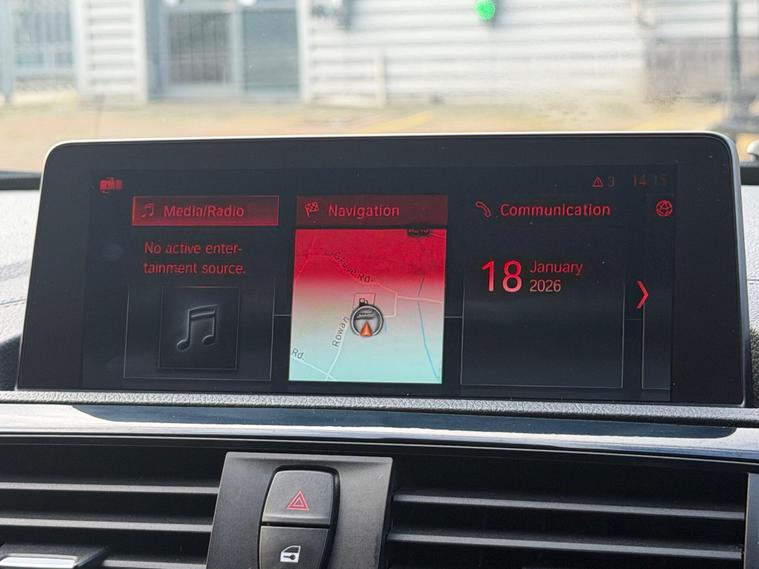 3 14:15
Media/Radio
Navigation
Communication
No active enter-
tainment source.
18 January
2026
Rd.
Rowan